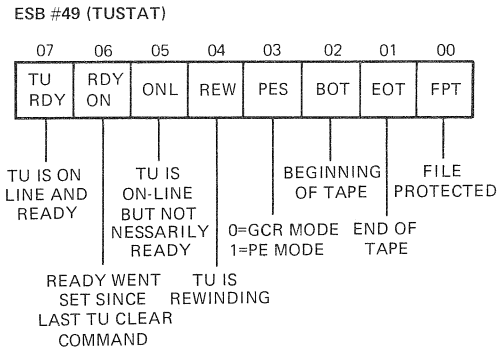 ESB #49 (TUSTAT)
07 06 05 04 03 02 01 00
TU RDY
RDY ON
ONL
REW
PES
BOT
EOT
FPT
TU IS ON
LINE AND
READY
TU IS
ON-LINE
BUT NOT
NESSARILY
READY
BEGINNING
OF TAPE
FILE
PROTECTED
0=GCR MODE
1=PE MODE
END OF
TAPE
READY WENT
SET SINCE
LAST TU CLEAR
COMMAND
TU IS
REWINDING